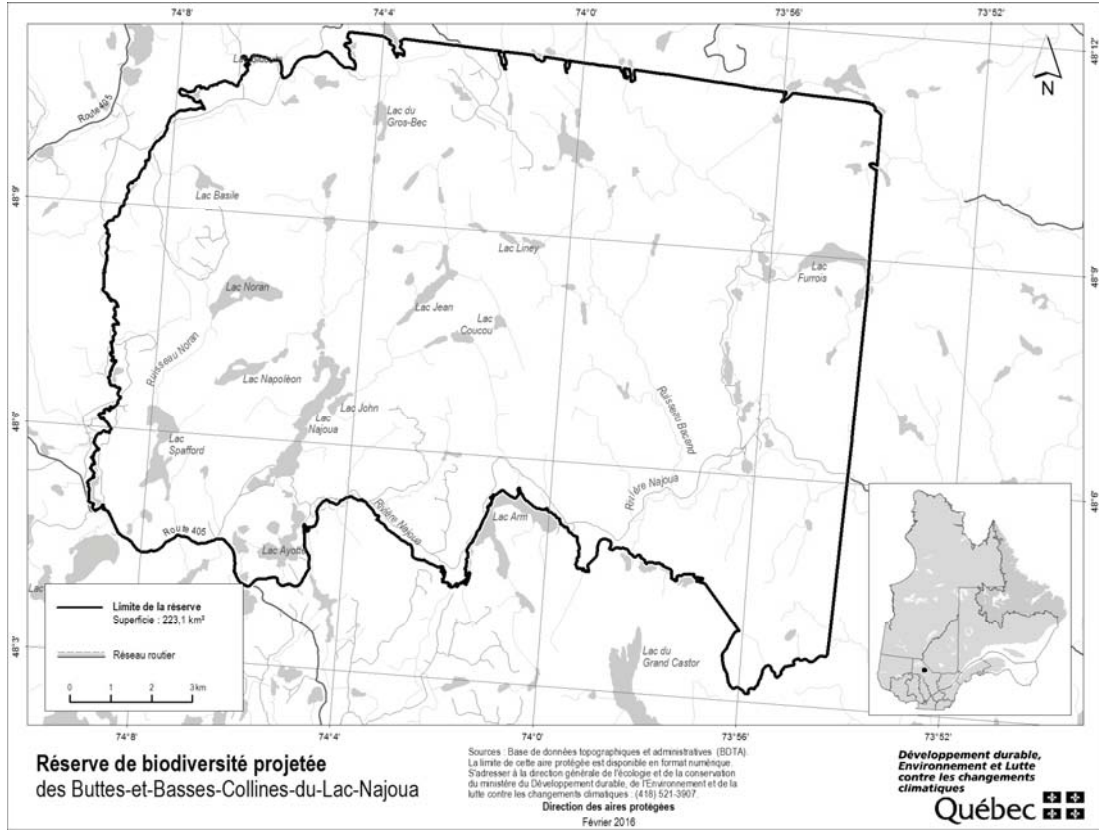 74°8'
74°4'
74°0'
73°56'
73°52'
48°12'
N
Route 405
Lac du
Gros-Bec
48°9'
Lac Basile
Lac Liney
Lac
Furrois
48°9'
Lac Noran
Lac Jean
Lac
Coucou
Ruisseau Noran
Lac Napoléon
Ruisseau Bacand
48°6'
Lac John
Lac
Najoua
Lac
Spafford
Rivière Najoua
48°6'
Lac Arm
Rivière Najoua
Route 405
Lac
Limite de la réserve
Superficie : 223,1 km²
Réseau routier
0 1 2 3 km
48°3'
Lac du
Grand Castor
74°8'
74°4'
74°0'
73°56'
73°52'
Réserve de biodiversité projetée
des Buttes-et-Basses-Collines-du-Lac-Najoua
Sources : Base de données topographiques et administratives (BDTA).
La limite de cette aire protégée est disponible en format numérique.
S'adresser à la direction générale de l'écologie et de la conservation
du ministère du Développement durable, de l'Environnement et de la
lutte contre les changements climatiques : (418) 521-3907.
Direction des aires protégées
Février 2016
Développement durable,
Environnement et Lutte
contre les changements
climatiques
Québec